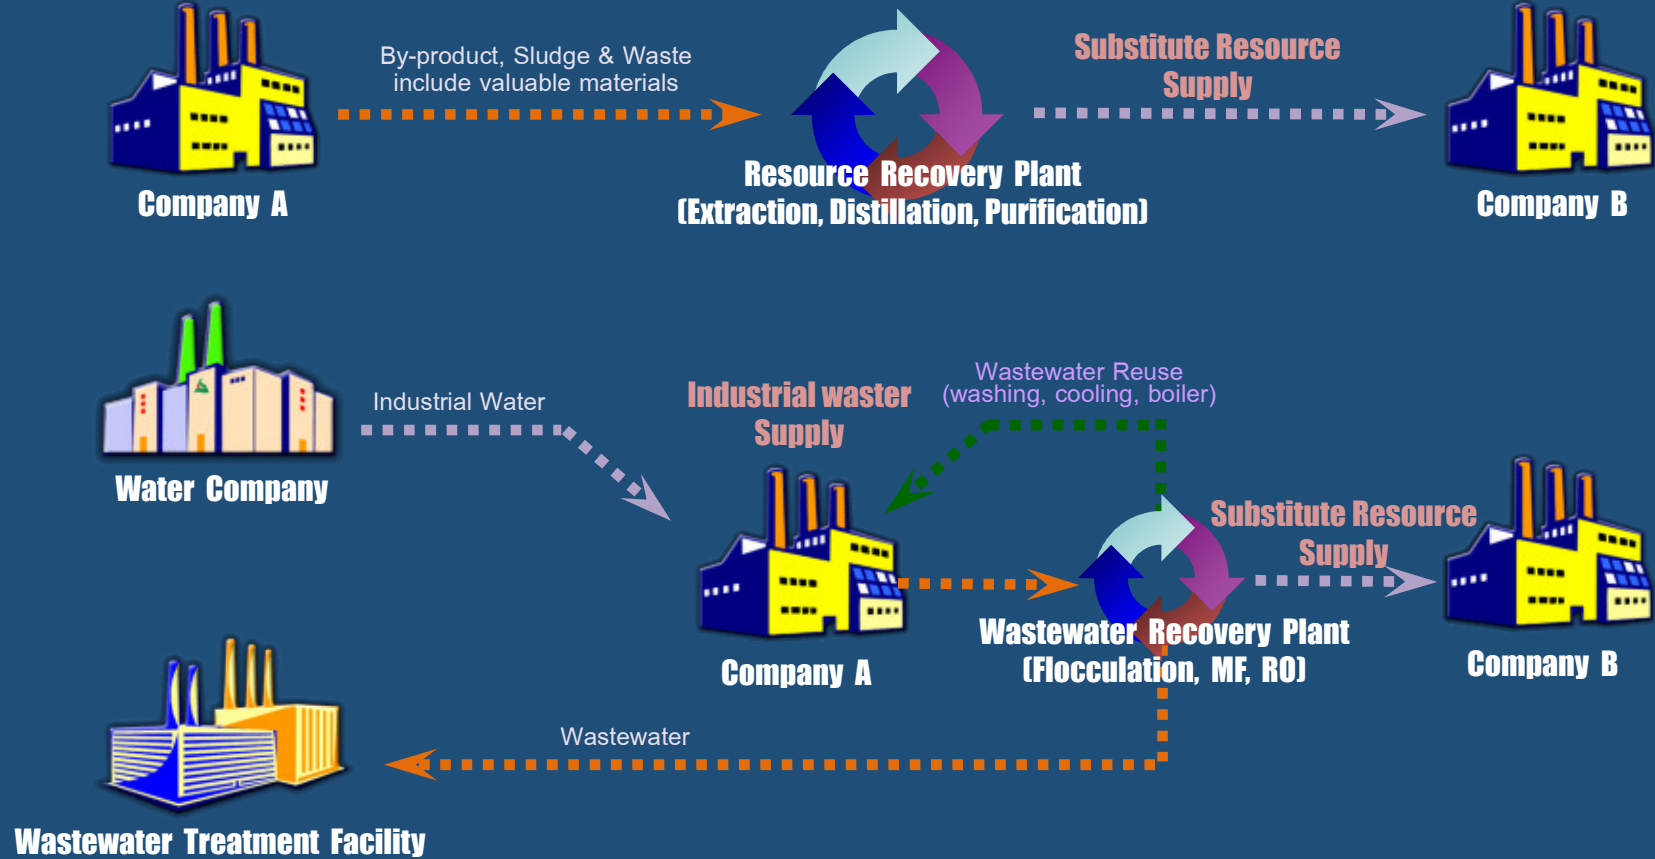 By-product, Sludge & Waste
include valuable materials
Substitute Resource
Supply
Company A
Resource Recovery Plant
(Extraction, Distillation, Purification)
Company B
Industrial Water
Industrial waster
Supply
Wastewater Reuse
(washing, cooling, boiler)
Water Company
Substitute Resource
Supply
Company A
Wastewater Recovery Plant
(Flocculation, MF, RO)
Company B
Wastewater
Wastewater Treatment Facility